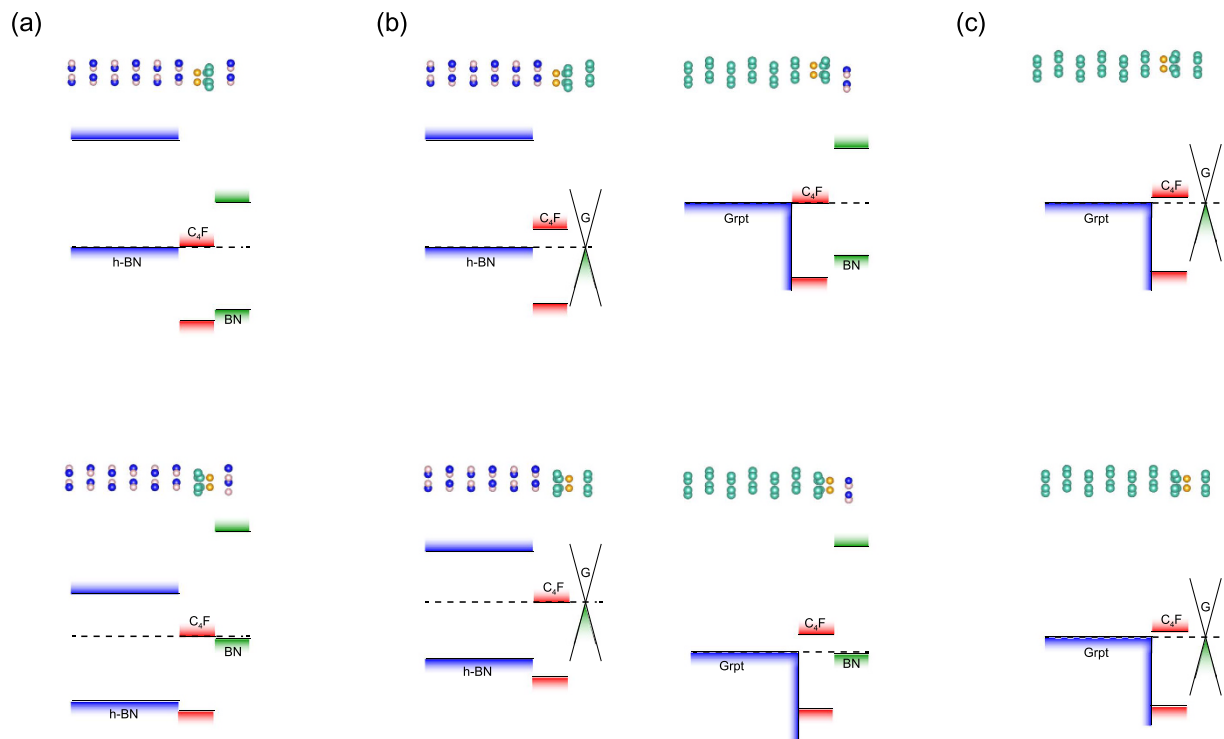 (a)
(b)
(c)
C₄F
h-BN
BN
C₄F
G
h-BN
C₄F
Grpt
BN
C₄F
G
Grpt
C₄F
BN
h-BN
C₄F
G
h-BN
C₄F
Grpt
BN
C₄F
G
Grpt